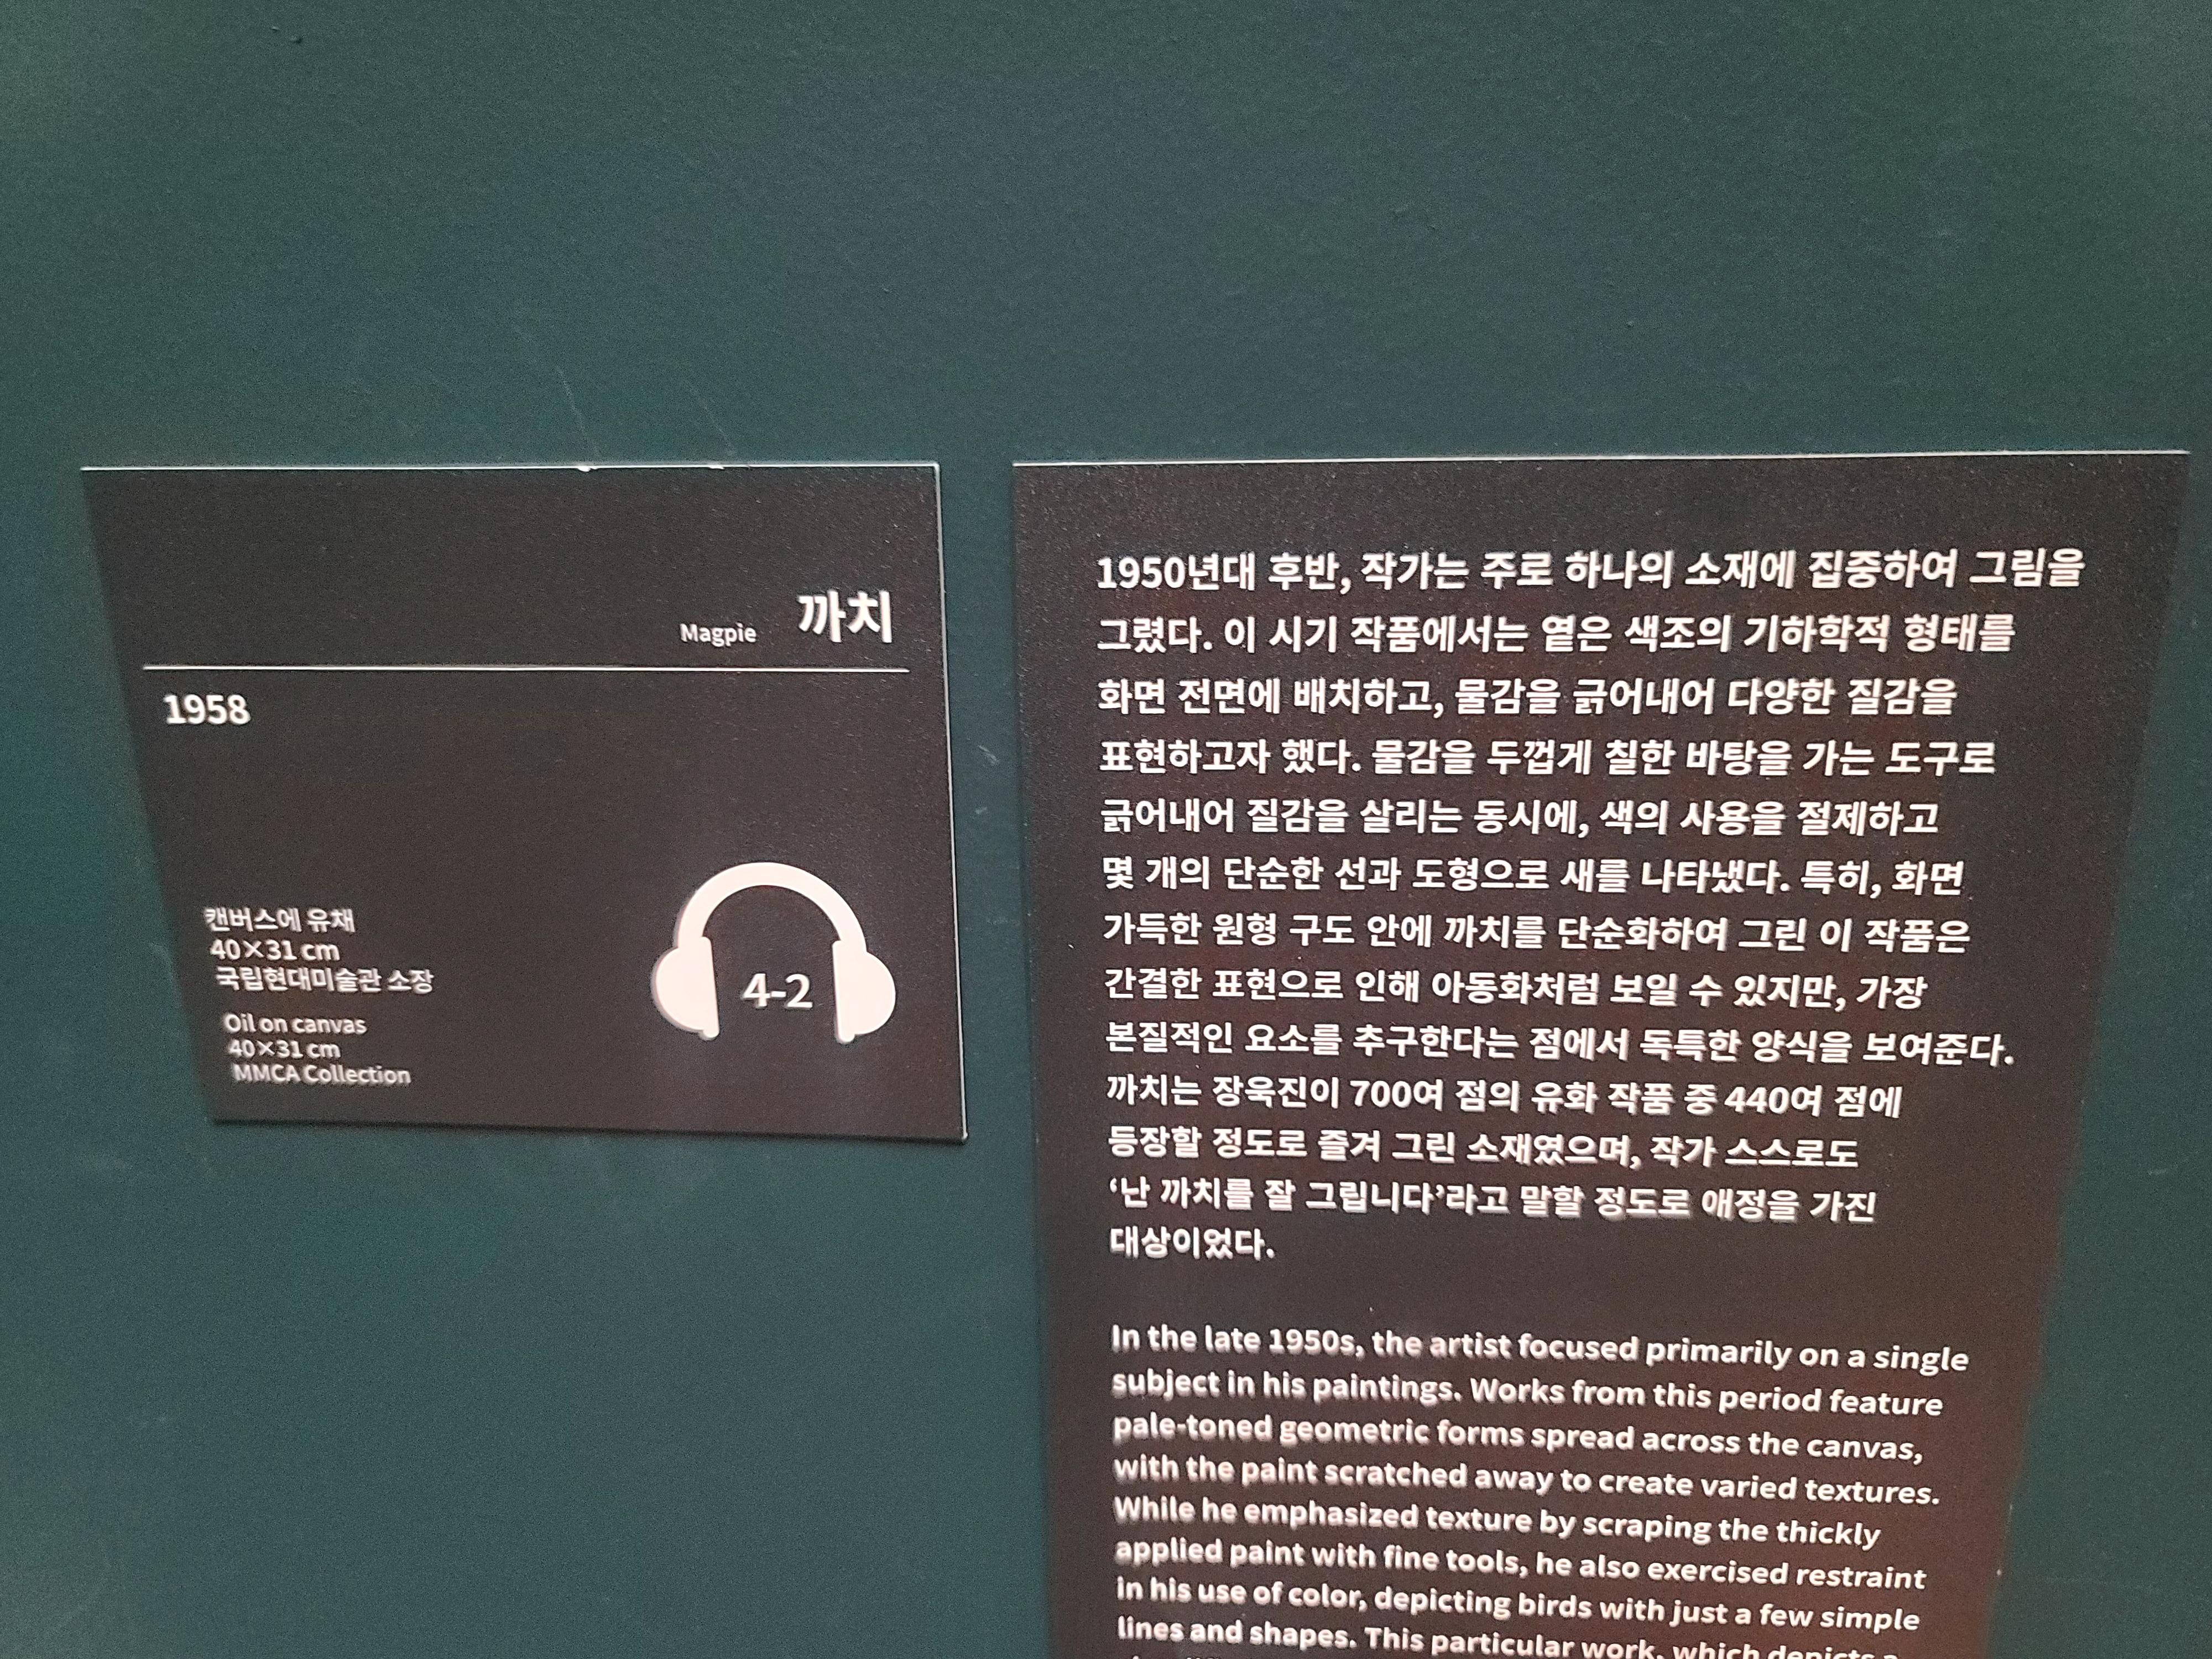 Magpie 까치
1958
4-2
캔버스에 유채
40×31 cm
국립현대미술관 소장
Oil on canvas
40×31 cm
MMCA Collection
1950년대 후반, 작가는 주로 하나의 소재에 집중하여 그림을
그렸다. 이 시기 작품에서는 옅은 색조의 기하학적 형태를
화면 전면에 배치하고, 물감을 긁어내어 다양한 질감을
표현하고자 했다. 물감을 두껍게 칠한 바탕을 가는 도구로
긁어내어 질감을 살리는 동시에, 색의 사용을 절제하고
몇 개의 단순한 선과 도형으로 새를 나타냈다. 특히, 화면
가득한 원형 구도 안에 까치를 단순화하여 그린 이 작품은
간결한 표현으로 인해 아동화처럼 보일 수 있지만, 가장
본질적인 요소를 추구한다는 점에서 독특한 양식을 보여준다.
까치는 장욱진이 700여 점의 유화 작품 중 440여 점에
등장할 정도로 즐겨 그린 소재였으며, 작가 스스로도
‘난 까치를 잘 그립니다’라고 말할 정도로 애정을 가진
대상이었다.
In the late 1950s, the artist focused primarily on a single
subject in his paintings. Works from this period feature
pale-toned geometric forms spread across the canvas,
with the paint scratched away to create varied textures.
While he emphasized texture by scraping the thickly
applied paint with fine tools, he also exercised restraint
in his use of color, depicting birds with just a few simple
lines and shapes. This particular work, which depicts a